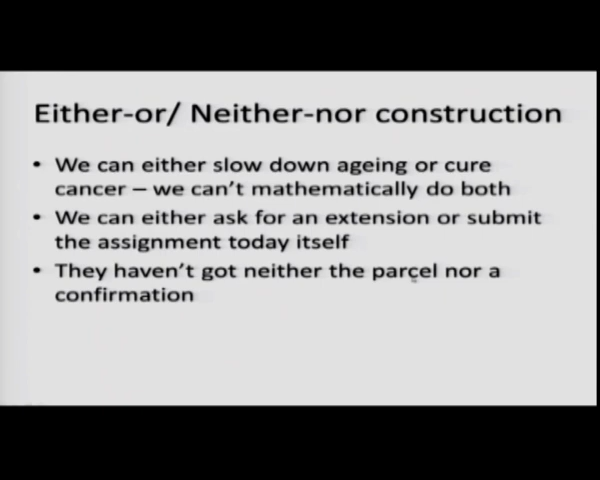 Either-or/ Neither-nor construction
• We can either slow down ageing or cure
cancer – we can't mathematically do both
• We can either ask for an extension or submit
the assignment today itself
• They haven't got neither the parcel nor a
confirmation